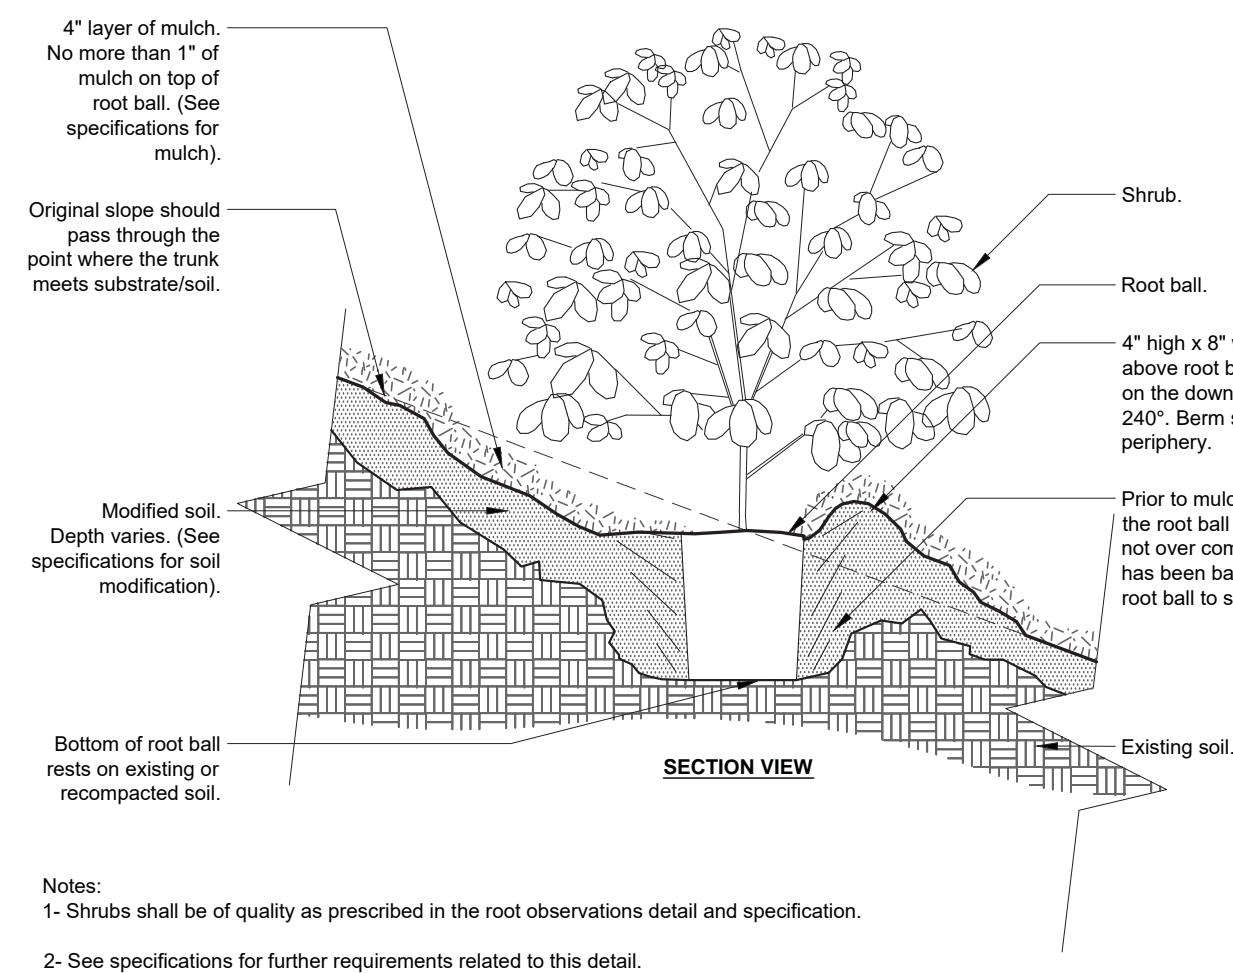 4" layer of mulch.
No more than 1" of
mulch on top of
root ball. (See
specifications for
mulch).
Original slope should
pass through the
point where the trunk
meets substrate/soil.
Modified soil.
Depth varies. (See
specifications for soil
modification).
Bottom of root ball
rests on existing or
recompacted soil.
Shrub.
Root ball.
4" high x 8"
above root
on the
240°. Berm
periphery.
Prior to
the root ball
not over
has been
root ball to
Existing soil.
SECTION VIEW
Notes:
1- Shrubs shall be of quality as prescribed in the root observations detail and specification.
2- See specifications for further requirements related to this detail.